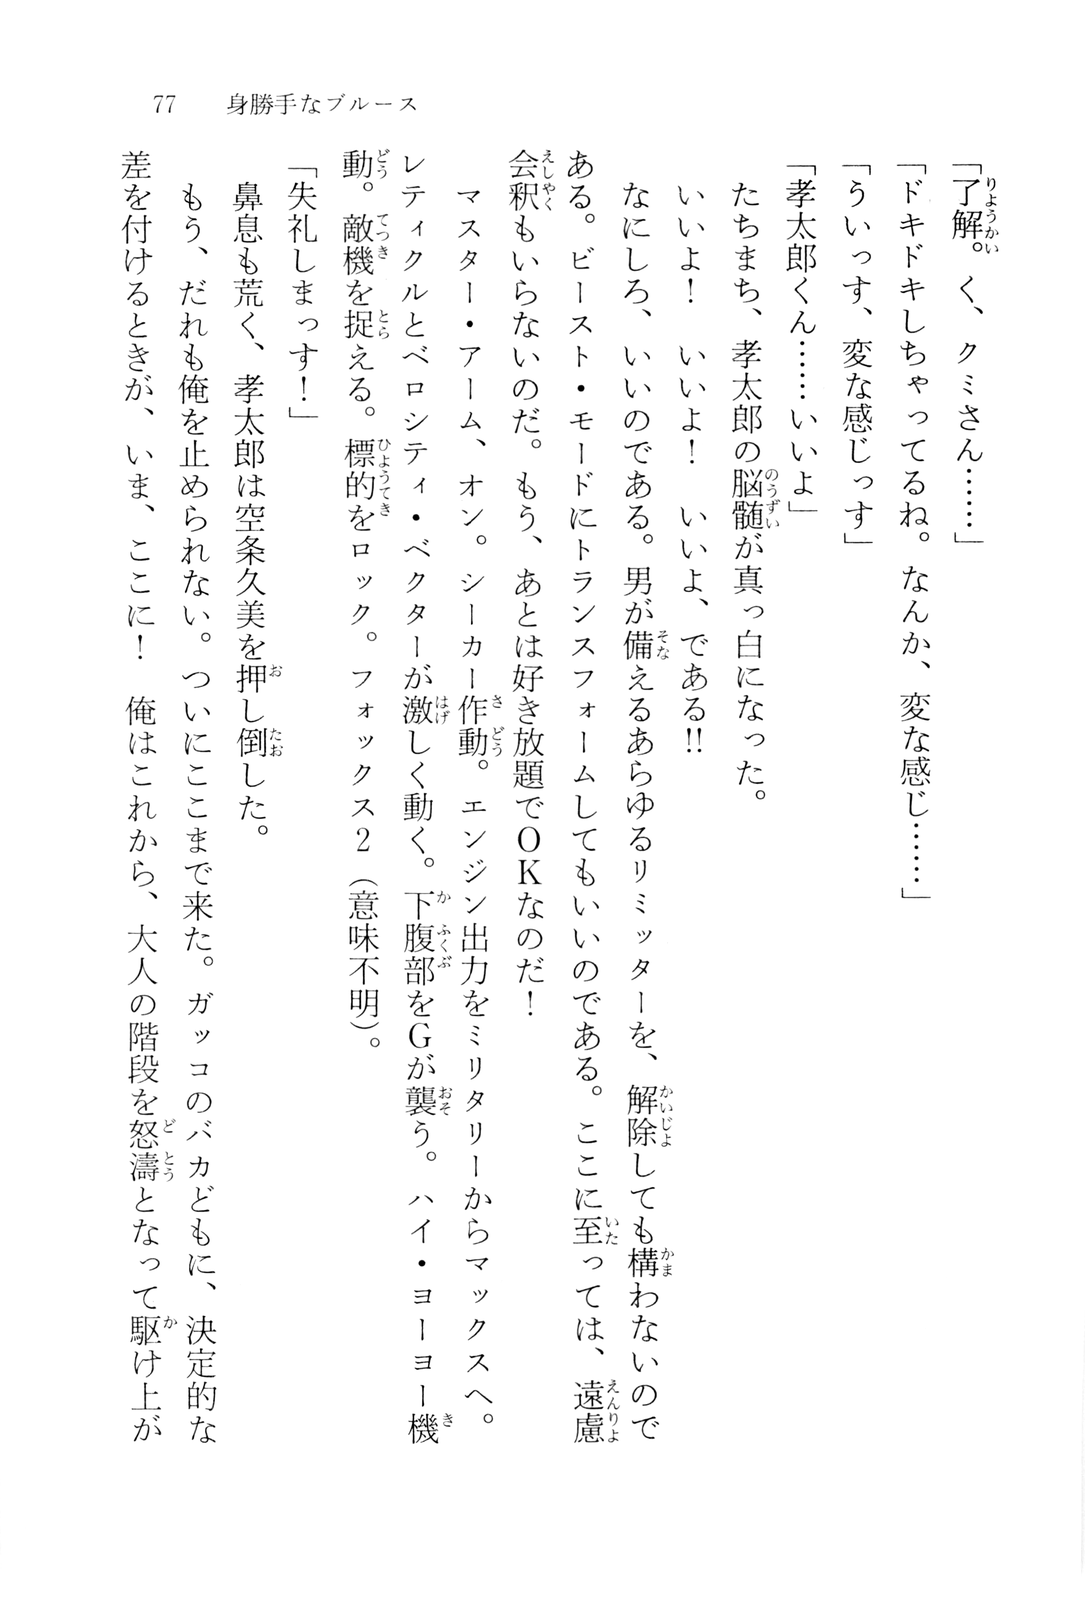 77　身勝手なブルース
「了解。く、クミさん……」
「ドキドキしちゃってるね。なんか、変な感じ……」
「ういっす、変な感じっす」
「孝太郎くん……いいよ」
たちまち、孝太郎の脳髄が真っ白になった。
いいよ！　いいよ！　いいよ、である!!
なにしろ、いいのである。男が備えるあらゆるリミッターを、解除しても構わないので
ある。ビースト・モードにトランスフォームしてもいいのである。ここに至っては、遠慮
会釈もいらないのだ。もう、あとは好き放題でOKなのだ！
マスター・アーム、オン。シーカー作動。エンジン出力をミリタリーからマックスへ。
レティクルとベロシティ・ベクターが激しく動く。下腹部をGが襲う。ハイ・ヨーヨー機
動。敵機を捉える。標的をロック。フォックス2（意味不明）。
「失礼しまっす！」
鼻息も荒く、孝太郎は空条久美を押し倒した。
もう、だれも俺を止められない。ついにここまで来た。ガッコのバカどもに、決定的な
差を付けるときが、いま、ここに！　俺はこれから、大人の階段を怒濤となって駆け上が